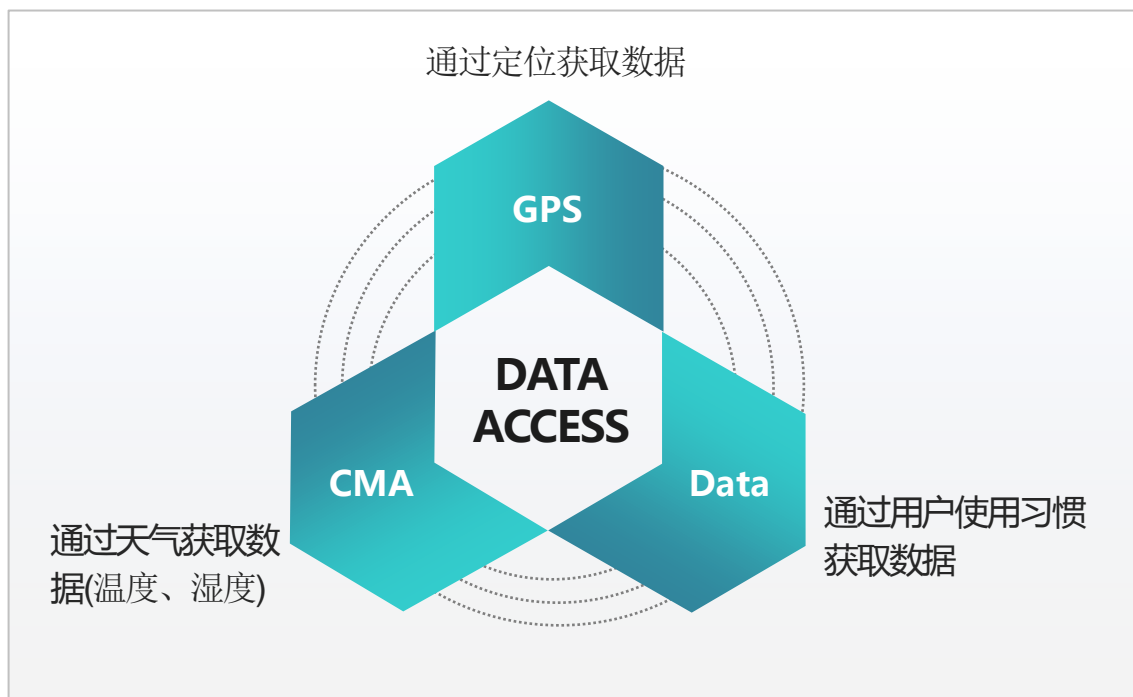 通过定位获取数据
GPS
DATA
ACCESS
CMA
Data
通过天气获取数
据(温度、湿度)
通过用户使用习惯
获取数据